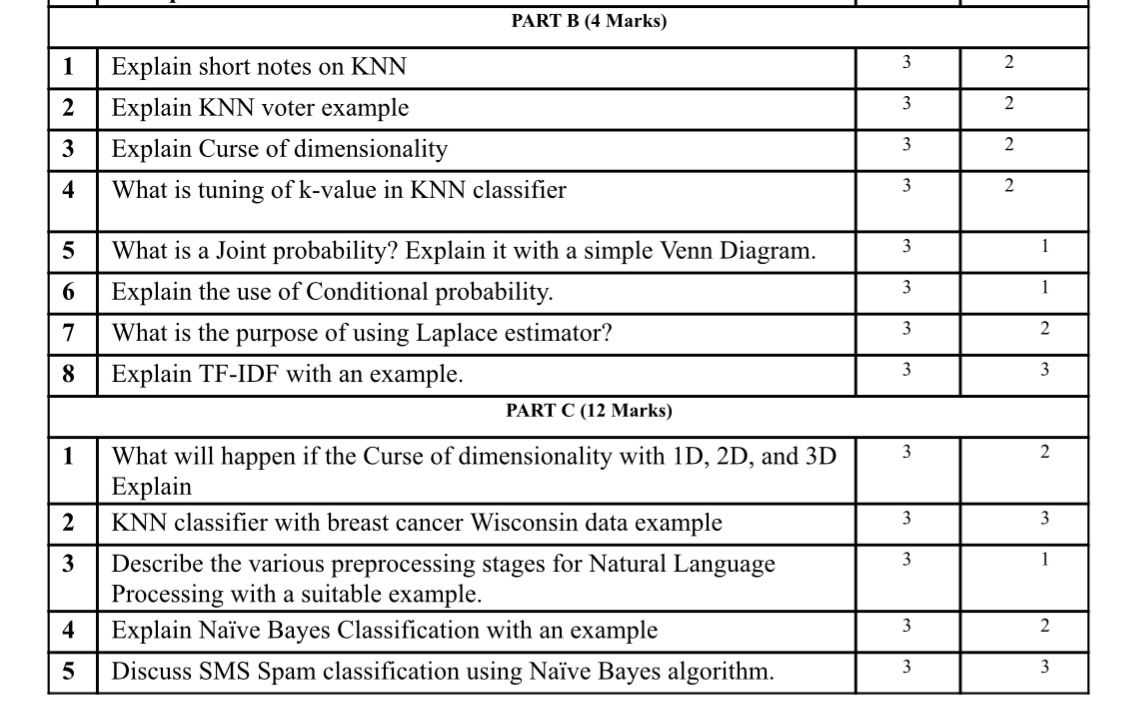 PART B (4 Marks)
1 Explain short notes on KNN 3 2
2 Explain KNN voter example 3 2
3 Explain Curse of dimensionality 3 2
4 What is tuning of k-value in KNN classifier 3 2
5 What is a Joint probability? Explain it with a simple Venn Diagram. 3 1
6 Explain the use of Conditional probability. 3 1
7 What is the purpose of using Laplace estimator? 3 2
8 Explain TF-IDF with an example. 3 3
PART C (12 Marks)
1 What will happen if the Curse of dimensionality with 1D, 2D, and 3D 3 2
Explain
2 KNN classifier with breast cancer Wisconsin data example 3 3
3 Describe the various preprocessing stages for Natural Language 3 1
Processing with a suitable example.
4 Explain Naïve Bayes Classification with an example 3 2
5 Discuss SMS Spam classification using Naïve Bayes algorithm. 3 3